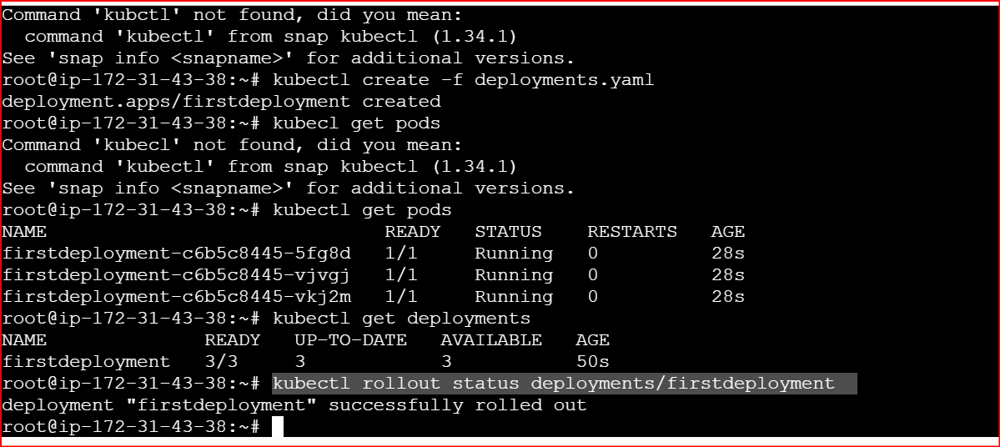 Command 'kubctl' not found, did you mean:
  command 'kubectl' from snap kubectl (1.34.1)
See 'snap info <snapname>' for additional versions.
root@ip-172-31-43-38:~# kubectl create -f deployments.yaml
deployment.apps/firstdeployment created
root@ip-172-31-43-38:~# kubecl get pods
Command 'kubecl' not found, did you mean:
  command 'kubectl' from snap kubectl (1.34.1)
See 'snap info <snapname>' for additional versions.
root@ip-172-31-43-38:~# kubectl get pods
NAME                              READY   STATUS    RESTARTS   AGE
firstdeployment-c6b5c8445-5fg8d   1/1     Running   0          28s
firstdeployment-c6b5c8445-vjvgj   1/1     Running   0          28s
firstdeployment-c6b5c8445-vkj2m   1/1     Running   0          28s
root@ip-172-31-43-38:~# kubectl get deployments
NAME              READY   UP-TO-DATE   AVAILABLE   AGE
firstdeployment   3/3     3            3           50s
root@ip-172-31-43-38:~# kubectl rollout status deployments/firstdeployment
deployment "firstdeployment" successfully rolled out
root@ip-172-31-43-38:~#